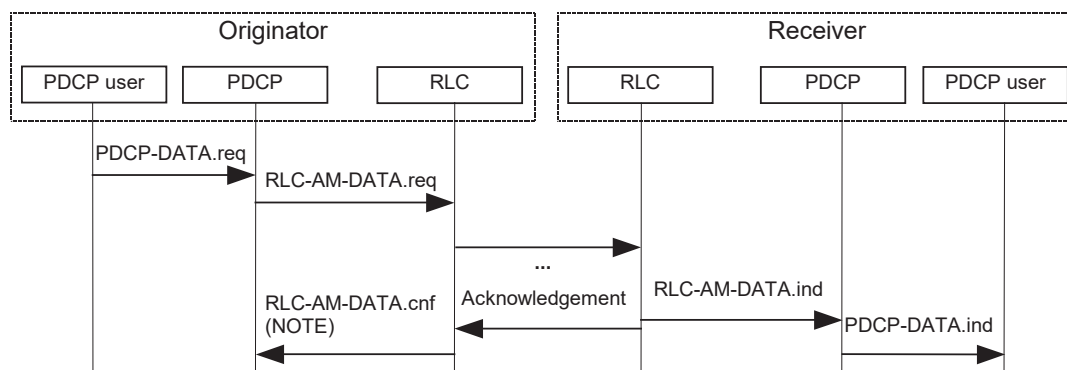 Originator
Receiver
PDCP user
PDCP
RLC
RLC
PDCP
PDCP user
PDCP-DATA.req
RLC-AM-DATA.req
...
RLC-AM-DATA.cnf
(NOTE)
Acknowledgement
RLC-AM-DATA.ind
PDCP-DATA.ind